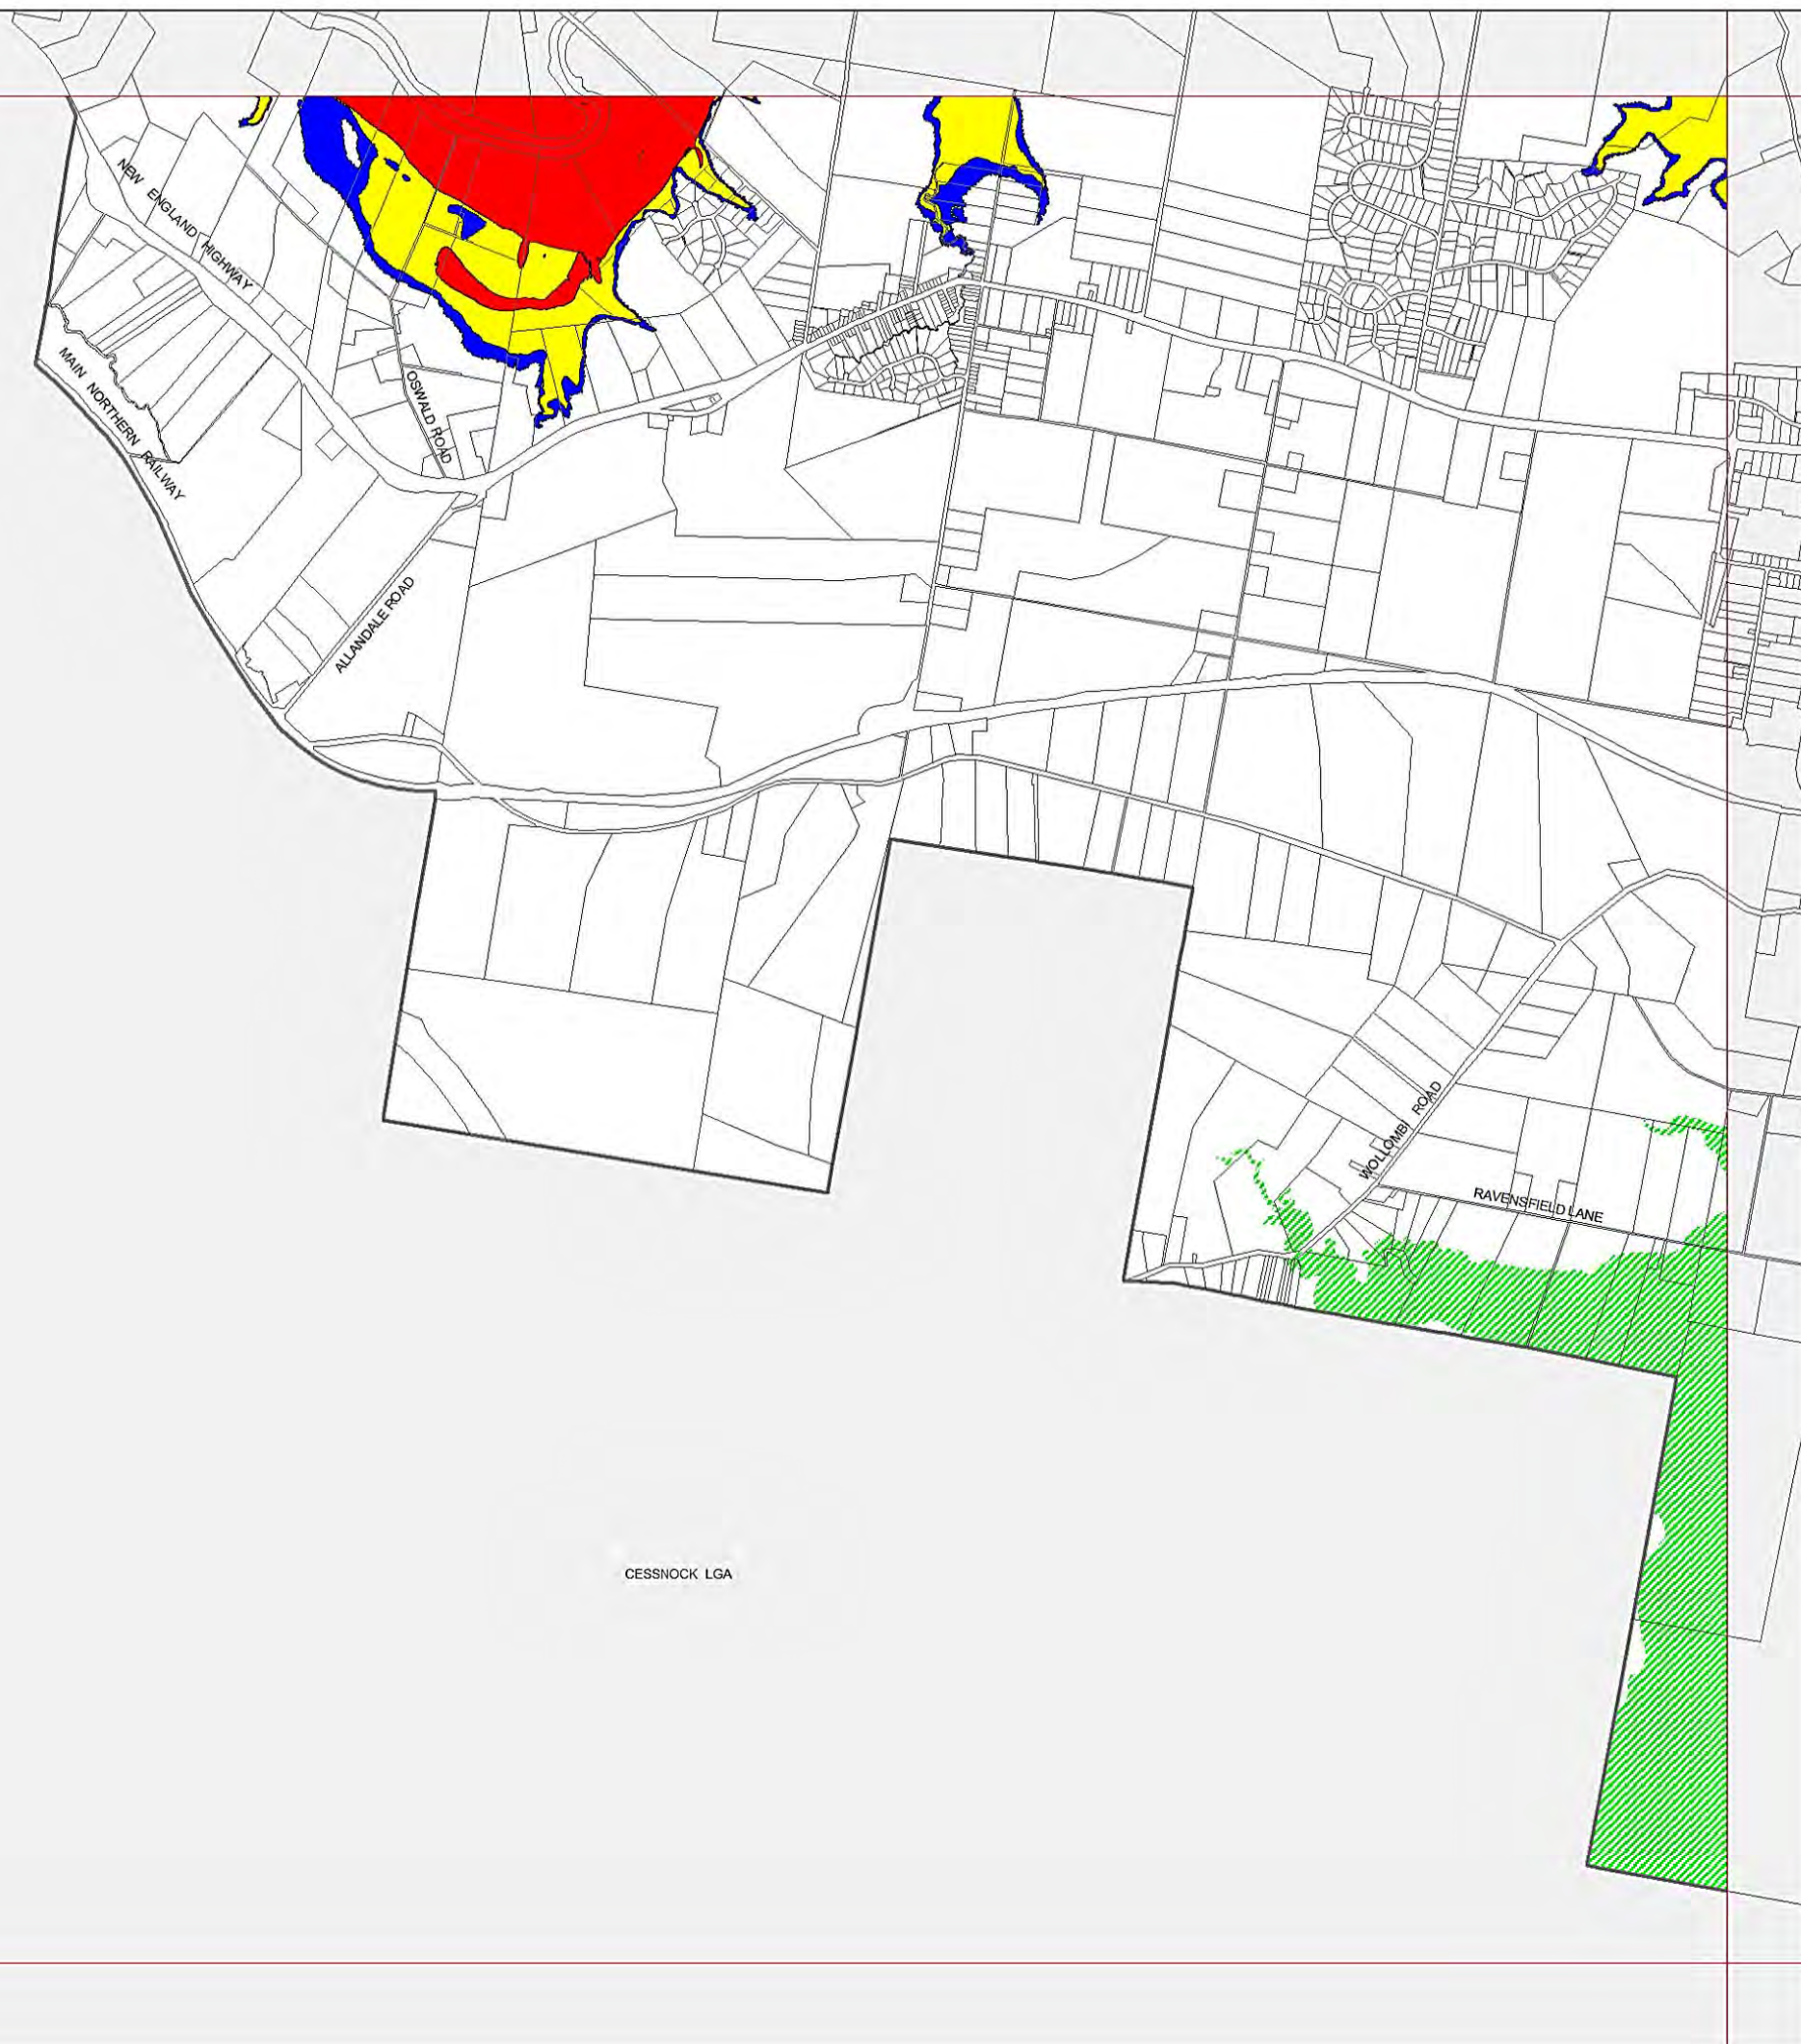 NEW ENGLAND HIGHWAY
MAIN NORTHERN RAILWAY
OSWALD ROAD
ALLANDALE ROAD
WOLLOMBI ROAD
RAVENSFIELD LANE
CESSNOCK LGA